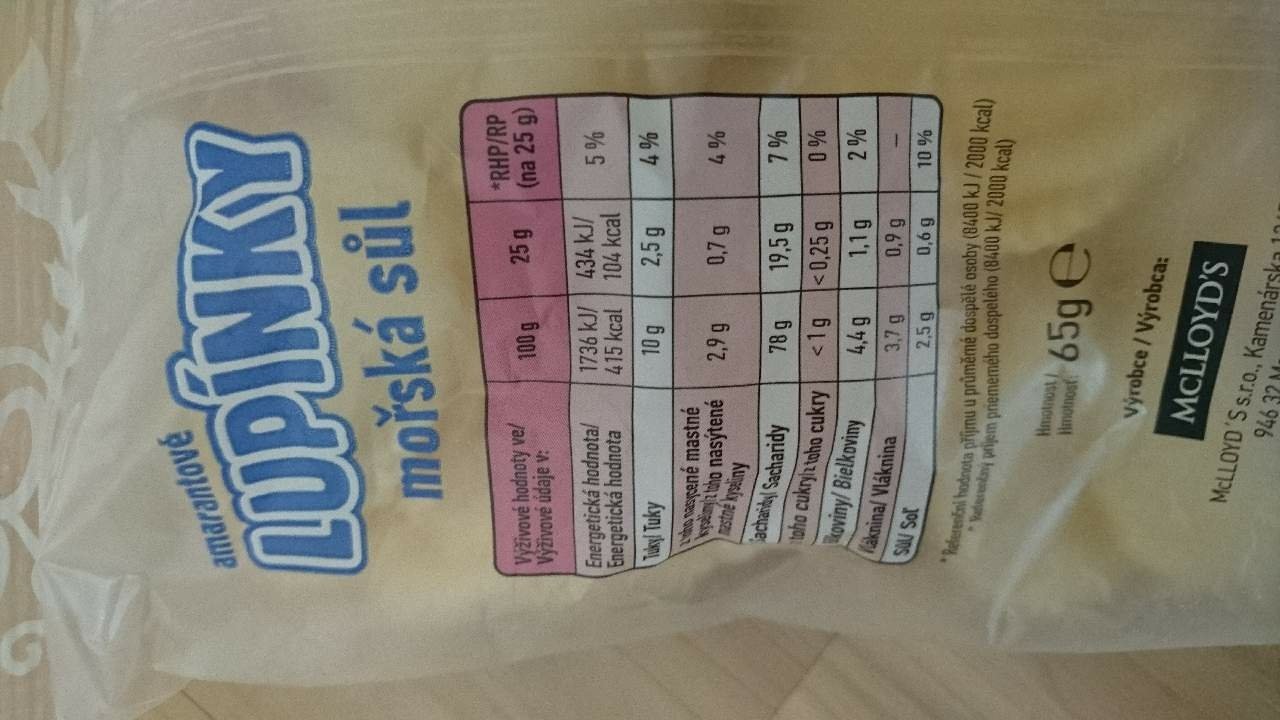 amarantové
LUPÍNKY
mořská sůl
Výživové hodnoty ve/ 100 g 25 g *RHP/RP
Výživové údaje v: (na 25 g)
Energetická hodnota/ 1736 kJ/ 434 kJ/ 5 %
Energetická hodnota 415 kcal 104 kcal
Tuky/ Tuky 10 g 2,5 g 4 %
z toho nasycené mastné
kyseliny/z toho nasýtené 2,9 g 0,7 g 4 %
mastné kyseliny
Sacharidy/ Sacharidy 78 g 19,5 g 7 %
toho cukry/z toho cukry < 1 g < 0,25 g 0 %
lkoviny/ Bielkoviny 4,4 g 1,1 g 2 %
Vláknina/ Vláknina 3,7 g 0,9 g –
Sůl/ Soľ 2,5 g 0,6 g 10 %
* Referenční hodnota příjmu u průměrné dospělé osoby (8400 kJ / 2000 kcal)
* Referenčný príjem priemerného dospelého (8400 kJ/ 2000 kcal)
Hmotnost/
Hmotnosť: 65g e
Výrobce / Výrobca:
McLLOYD'S
McLLOYD'S s.r.o., Kamenárska
946 32